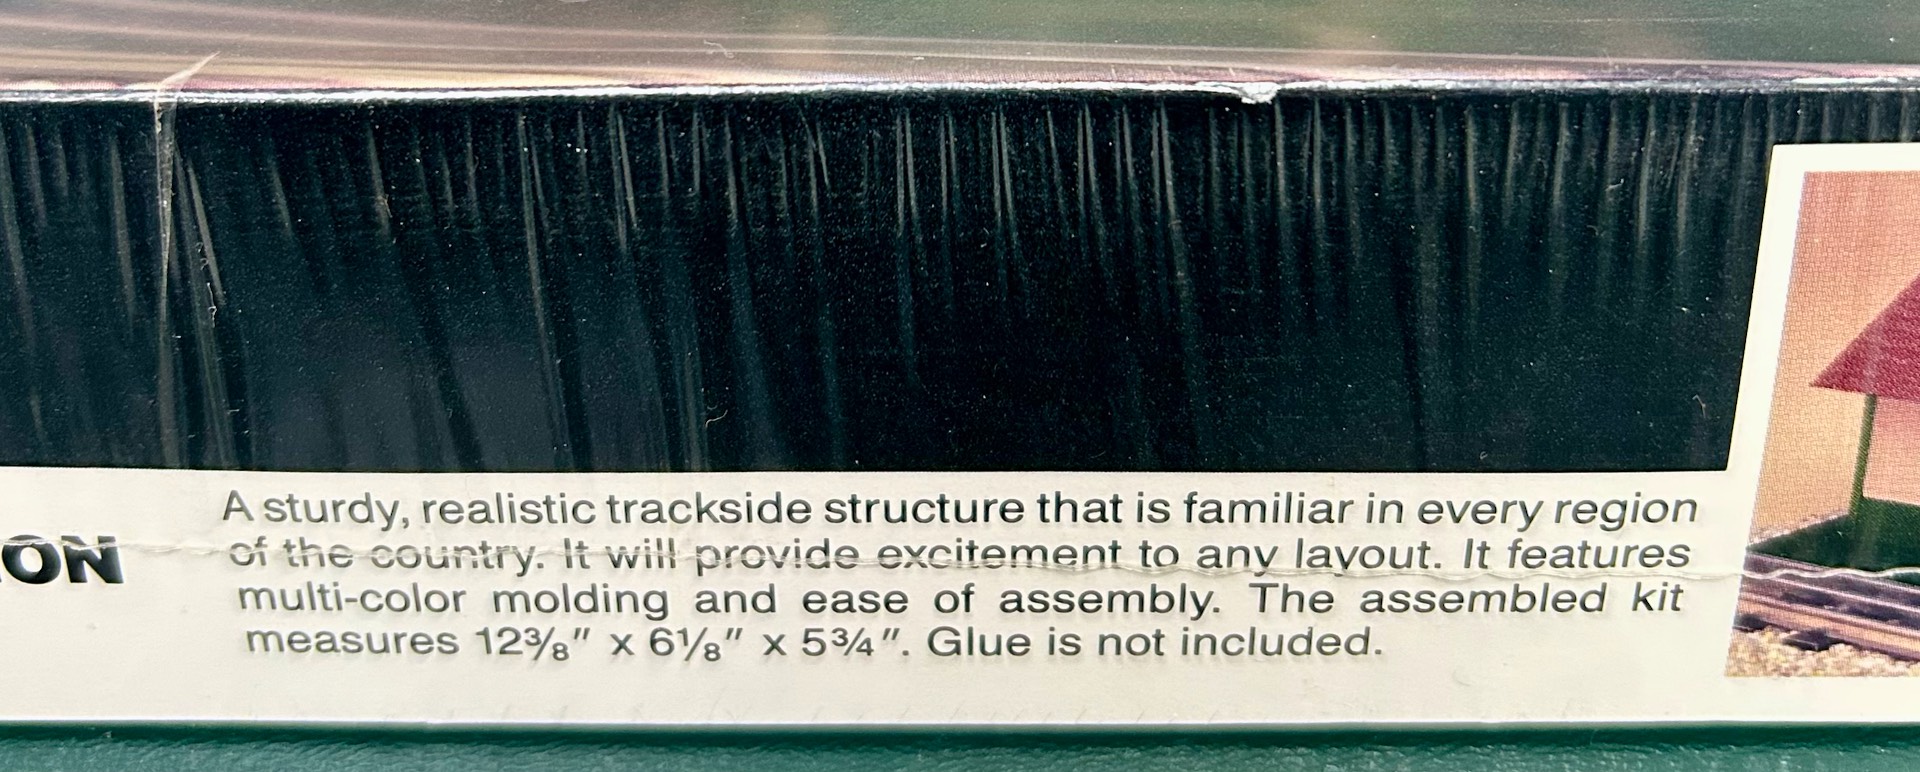 ON
A sturdy, realistic trackside structure that is familiar in every region
of the country. It will provide excitement to any layout. It features
multi-color molding and ease of assembly. The assembled kit
measures 12⅜" x 6⅛" x 5¾". Glue is not included.